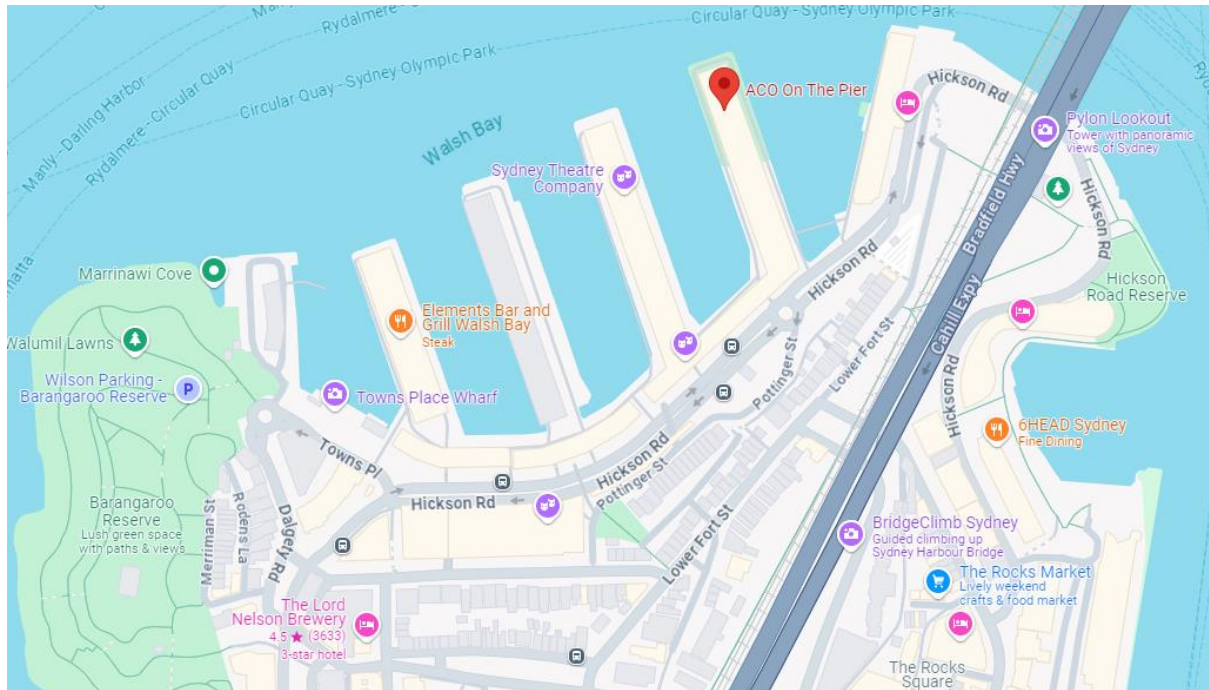 Rydalmere - Circular Quay
Circular Quay - Sydney Olympic Park
Manly - Darling Harbor
Rydalmere - Circular Quay
Circular Quay - Sydney Olympic Park
Walsh Bay
ACO On The Pier
Hickson Rd
Pylon Lookout
Tower with panoramic
views of Sydney
Sydney Theatre
Company
Hickson Rd
Bradfield Hwy
Hickson Rd
Marrinawi Cove
Hickson
Road Reserve
Elements Bar and
Grill Walsh Bay
Steak
Walumil Lawns
Wilson Parking -
Barangaroo Reserve
P
Towns Place Wharf
Pottinger St
Lower Fort St
Cahill Expy
Hickson Rd
6HEAD Sydney
Fine Dining
Towns Pl
Hickson Rd
Hickson Rd
Pottinger St
Barangaroo
Reserve
Lush green space
with paths & views
Merriman St
Rodens La
Dalgety Rd
Lower Fort St
BridgeClimb Sydney
Guided climbing up
Sydney Harbour Bridge
The Rocks Market
Lively weekend
crafts & food market
The Lord
Nelson Brewery
4.5 ★ (3633)
3-star hotel
The Rocks
Square